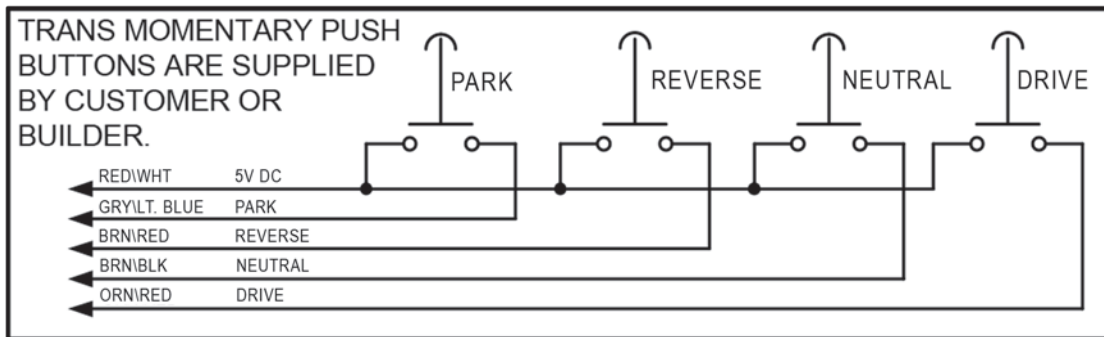 TRANS MOMENTARY PUSH
BUTTONS ARE SUPPLIED
BY CUSTOMER OR
BUILDER.
PARK
REVERSE
NEUTRAL
DRIVE
RED\WHT 5V DC
GRY\LT. BLUE PARK
BRN\RED REVERSE
BRN\BLK NEUTRAL
ORN\RED DRIVE